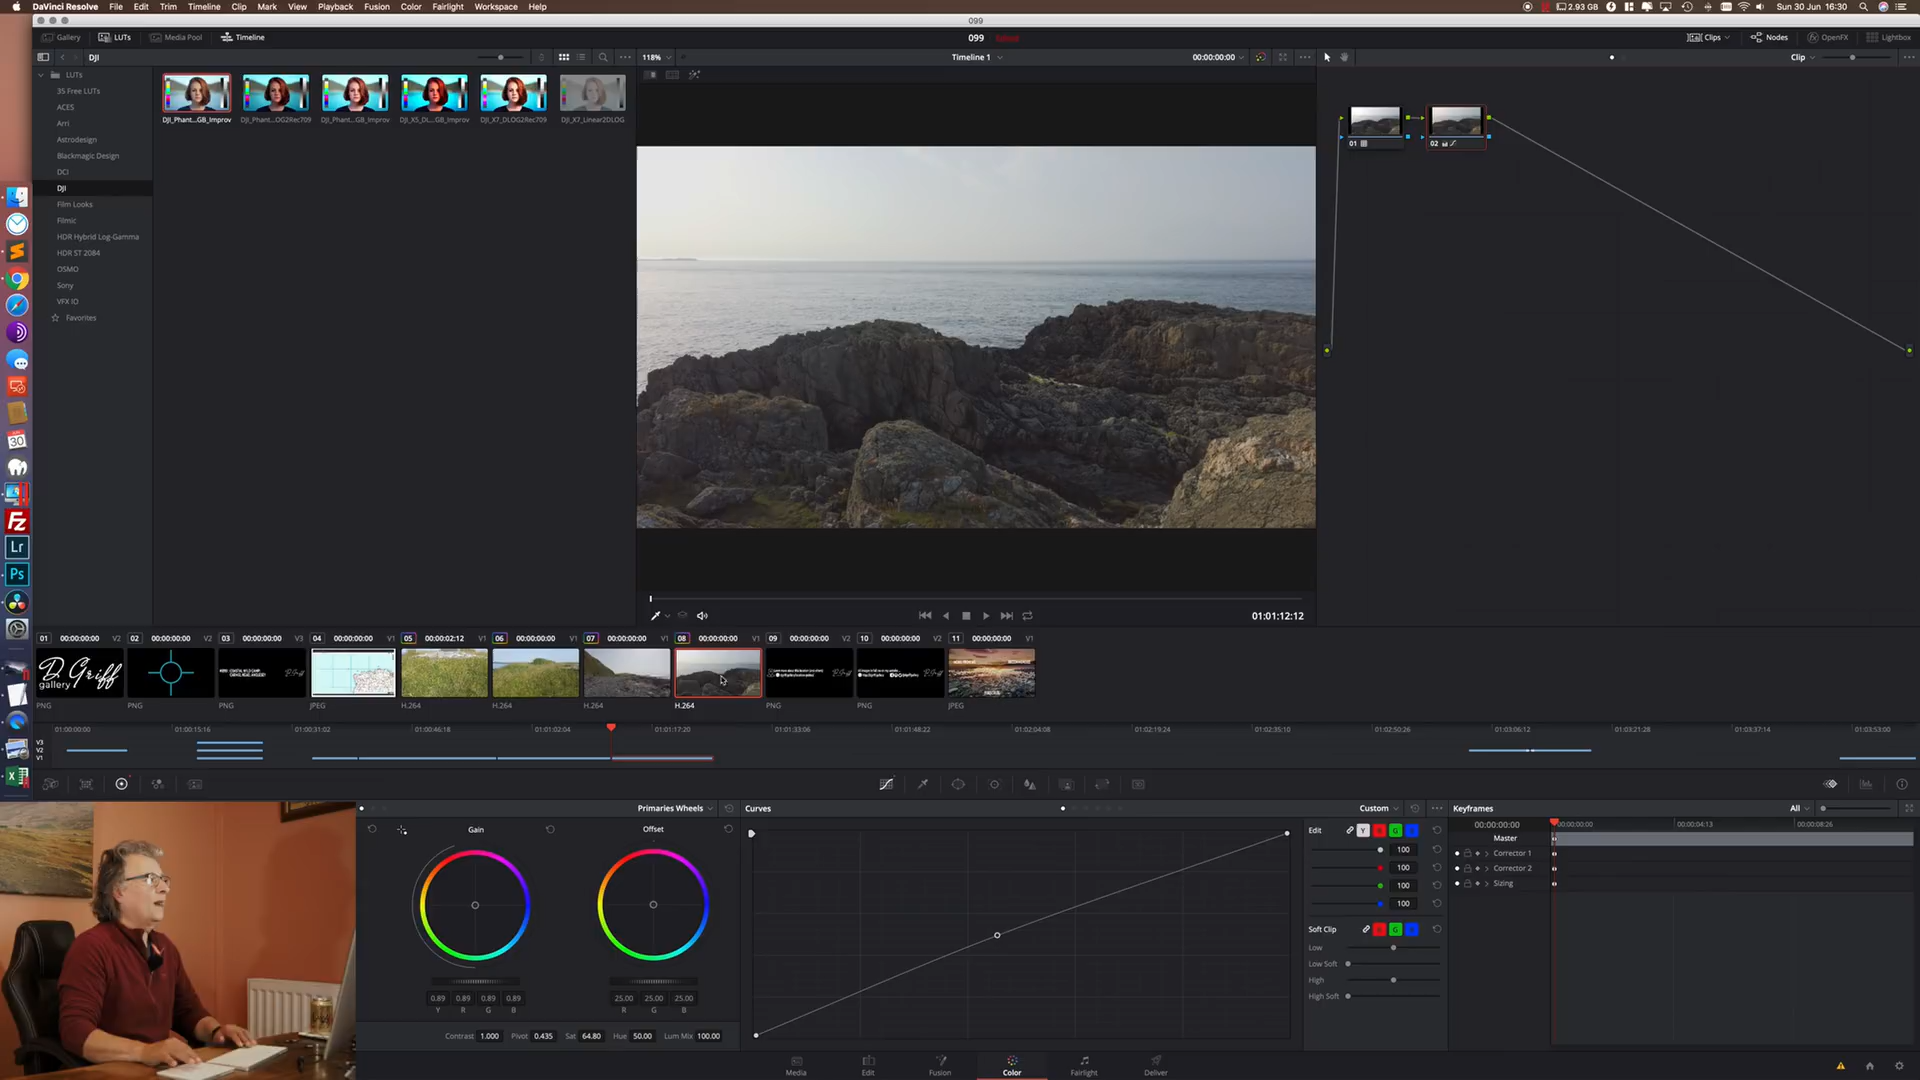 DaVinci Resolve File Edit Trim Timeline Clip Mark View Playback Fusion Color Fairlight Workspace Help
2.93 GB Sun 30 Jun 16:30
099
Gallery LUTs Media Pool Timeline
099
Clips Nodes OpenFX Lightbox
DJI
118% Timeline 1 00:00:00:00
Clip
LUTs
35 Free LUTs
ACES
Arri
Astrodesign
Blackmagic Design
DCI
DJI
Film Looks
Filmic
HDR Hybrid Log-Gamma
HDR ST 2084
OSMO
Sony
VFX IO
Favorites
DJI_Phant...GB_Improv DJI_Phant...OG2Rec709 DJI_Phant...GB_Improv DJI_X5_DL...GB_Improv DJI_X7_DLOG2Rec709 DJI_X7_Linear2DLOG
01 02
01:01:12:12
01 00:00:00:00 V2 02 00:00:00:00 V2 03 00:00:00:00 V3 04 00:00:00:00 V1 05 00:00:02:12 V1 06 00:00:00:00 V1 07 00:00:00:00 V1 08 00:00:00:00 V1 09 00:00:00:00 V2 10 00:00:00:00 V2 11 00:00:00:00 V1
D.Griff
gallery
PNG PNG PNG JPEG H.264 H.264 H.264 H.264 PNG PNG JPEG
01:00:00:00 01:00:15:16 01:00:31:02 01:00:46:18 01:01:02:04 01:01:17:20 01:01:33:06 01:01:48:22 01:02:04:08 01:02:19:24 01:02:35:10 01:02:50:26 01:03:06:12 01:03:21:28 01:03:37:14 01:03:53:00
V3
V2
V1
Primaries Wheels
Curves
Custom
Keyframes
All
Gain
Offset
Edit Y R G B
100
100
100
100
Soft Clip R G B
Low
Low Soft
High
High Soft
0.89 0.89 0.89 0.89
Y R G B
25.00 25.00 25.00
R G B
Contrast 1.000 Pivot 0.435 Sat 64.80 Hue 50.00 Lum Mix 100.00
00:00:00:00 00:00:00:00 00:00:04:13 00:00:08:26
Master
Corrector 1
Corrector 2
Sizing
FZ
Lr
Ps
30
Media Edit Fusion Color Fairlight Deliver